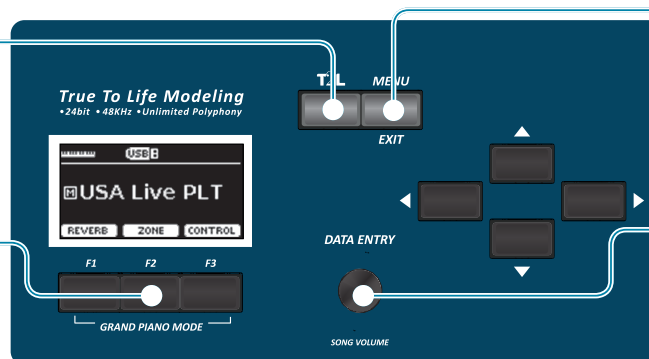 T2L MENU
True To Life Modeling
•24bit •48KHz •Unlimited Polyphony
EXIT
USB
M USA Live PLT
REVERB ZONE CONTROL
DATA ENTRY
F1 F2 F3
GRAND PIANO MODE
SONG VOLUME